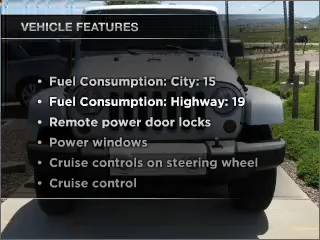 VEHICLE FEATURES
• Fuel Consumption: City: 15
• Fuel Consumption: Highway: 19
• Remote power door locks
• Power windows
• Cruise controls on steering wheel
• Cruise control